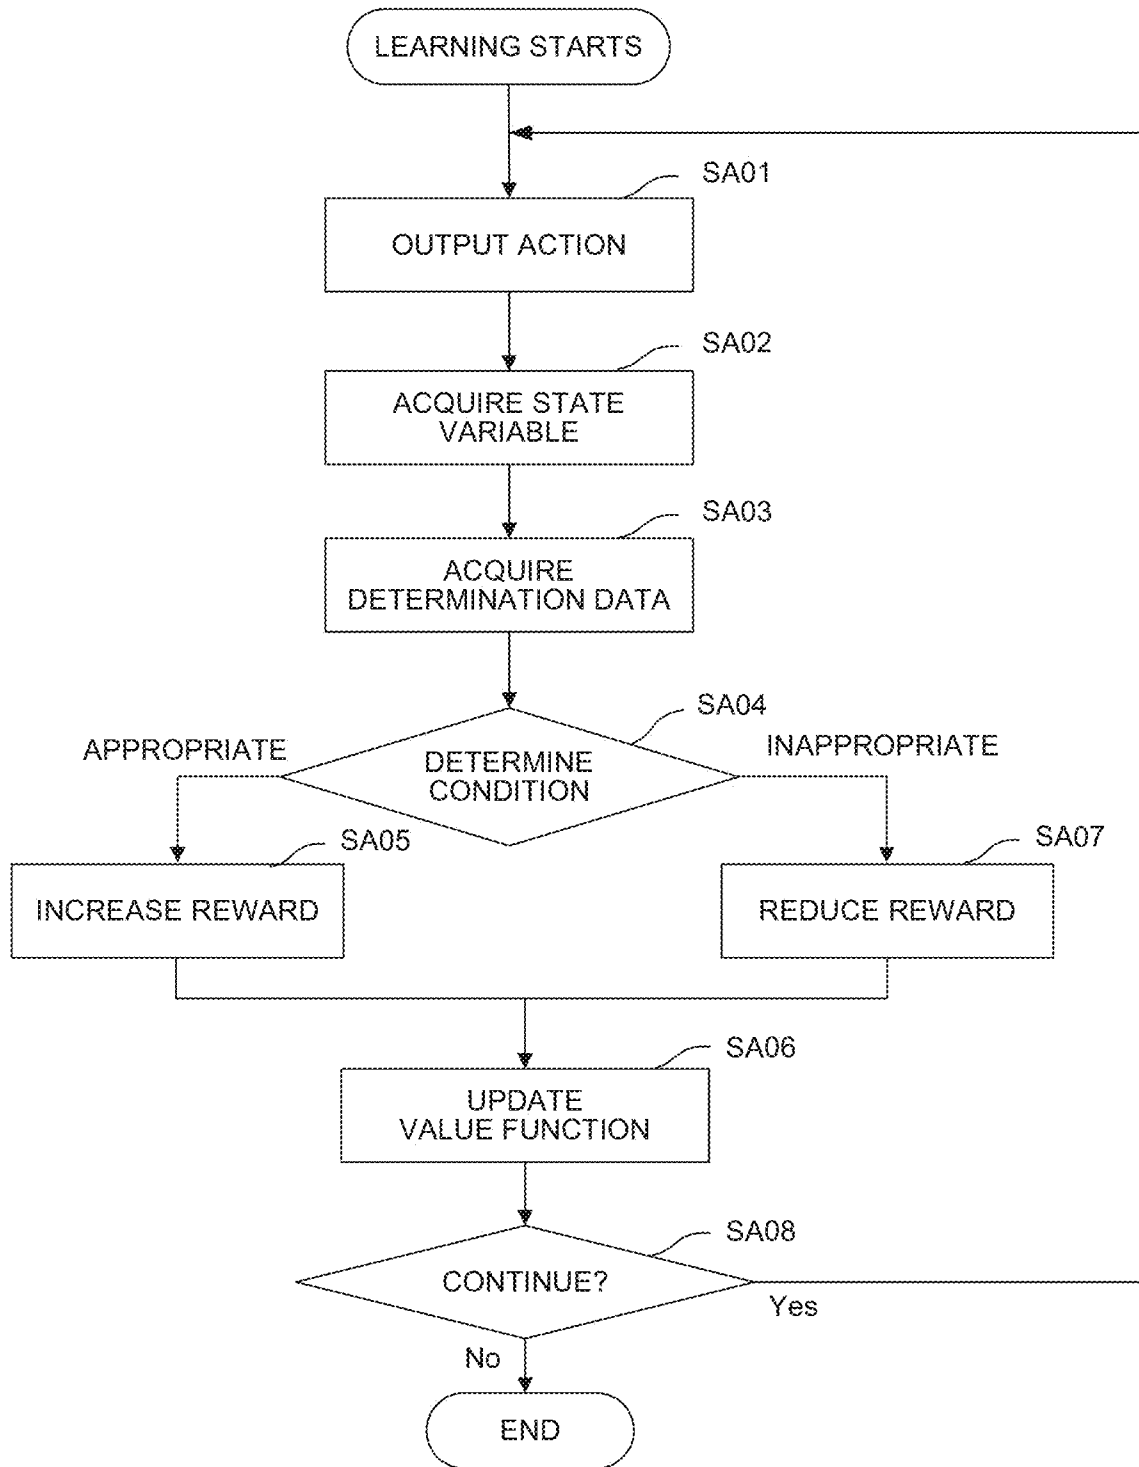 LEARNING STARTS
SA01
OUTPUT ACTION
SA02
ACQUIRE STATE
VARIABLE
SA03
ACQUIRE
DETERMINATION DATA
SA04
APPROPRIATE
INAPPROPRIATE
DETERMINE
CONDITION
SA05
SA07
INCREASE REWARD
REDUCE REWARD
SA06
UPDATE
VALUE FUNCTION
SA08
CONTINUE?
Yes
No
END